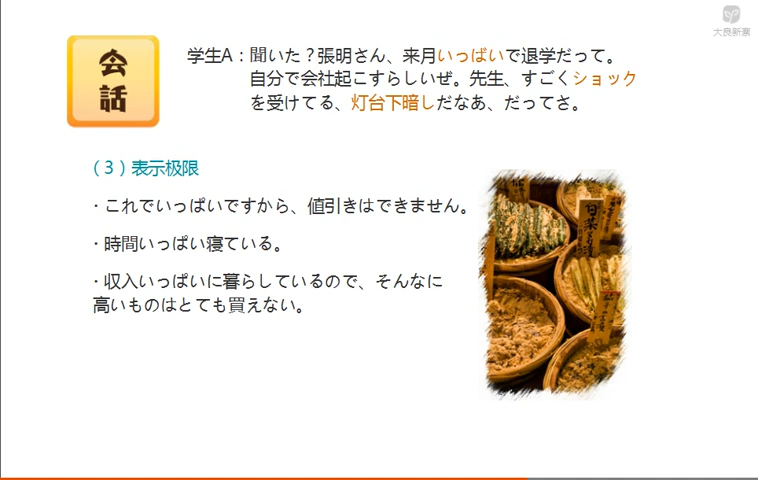 大良新寨
会話
学生A：聞いた？張明さん、来月いっぱいで退学だって。
自分で会社起こすらしいぜ。先生、すごくショック
を受けてる、灯台下暗しだなあ、だってさ。
（3）表示极限
·これでいっぱいですから、値引きはできません。
·時間いっぱい寝ている。
·収入いっぱいに暮らしているので、そんなに
高いものはとても買えない。